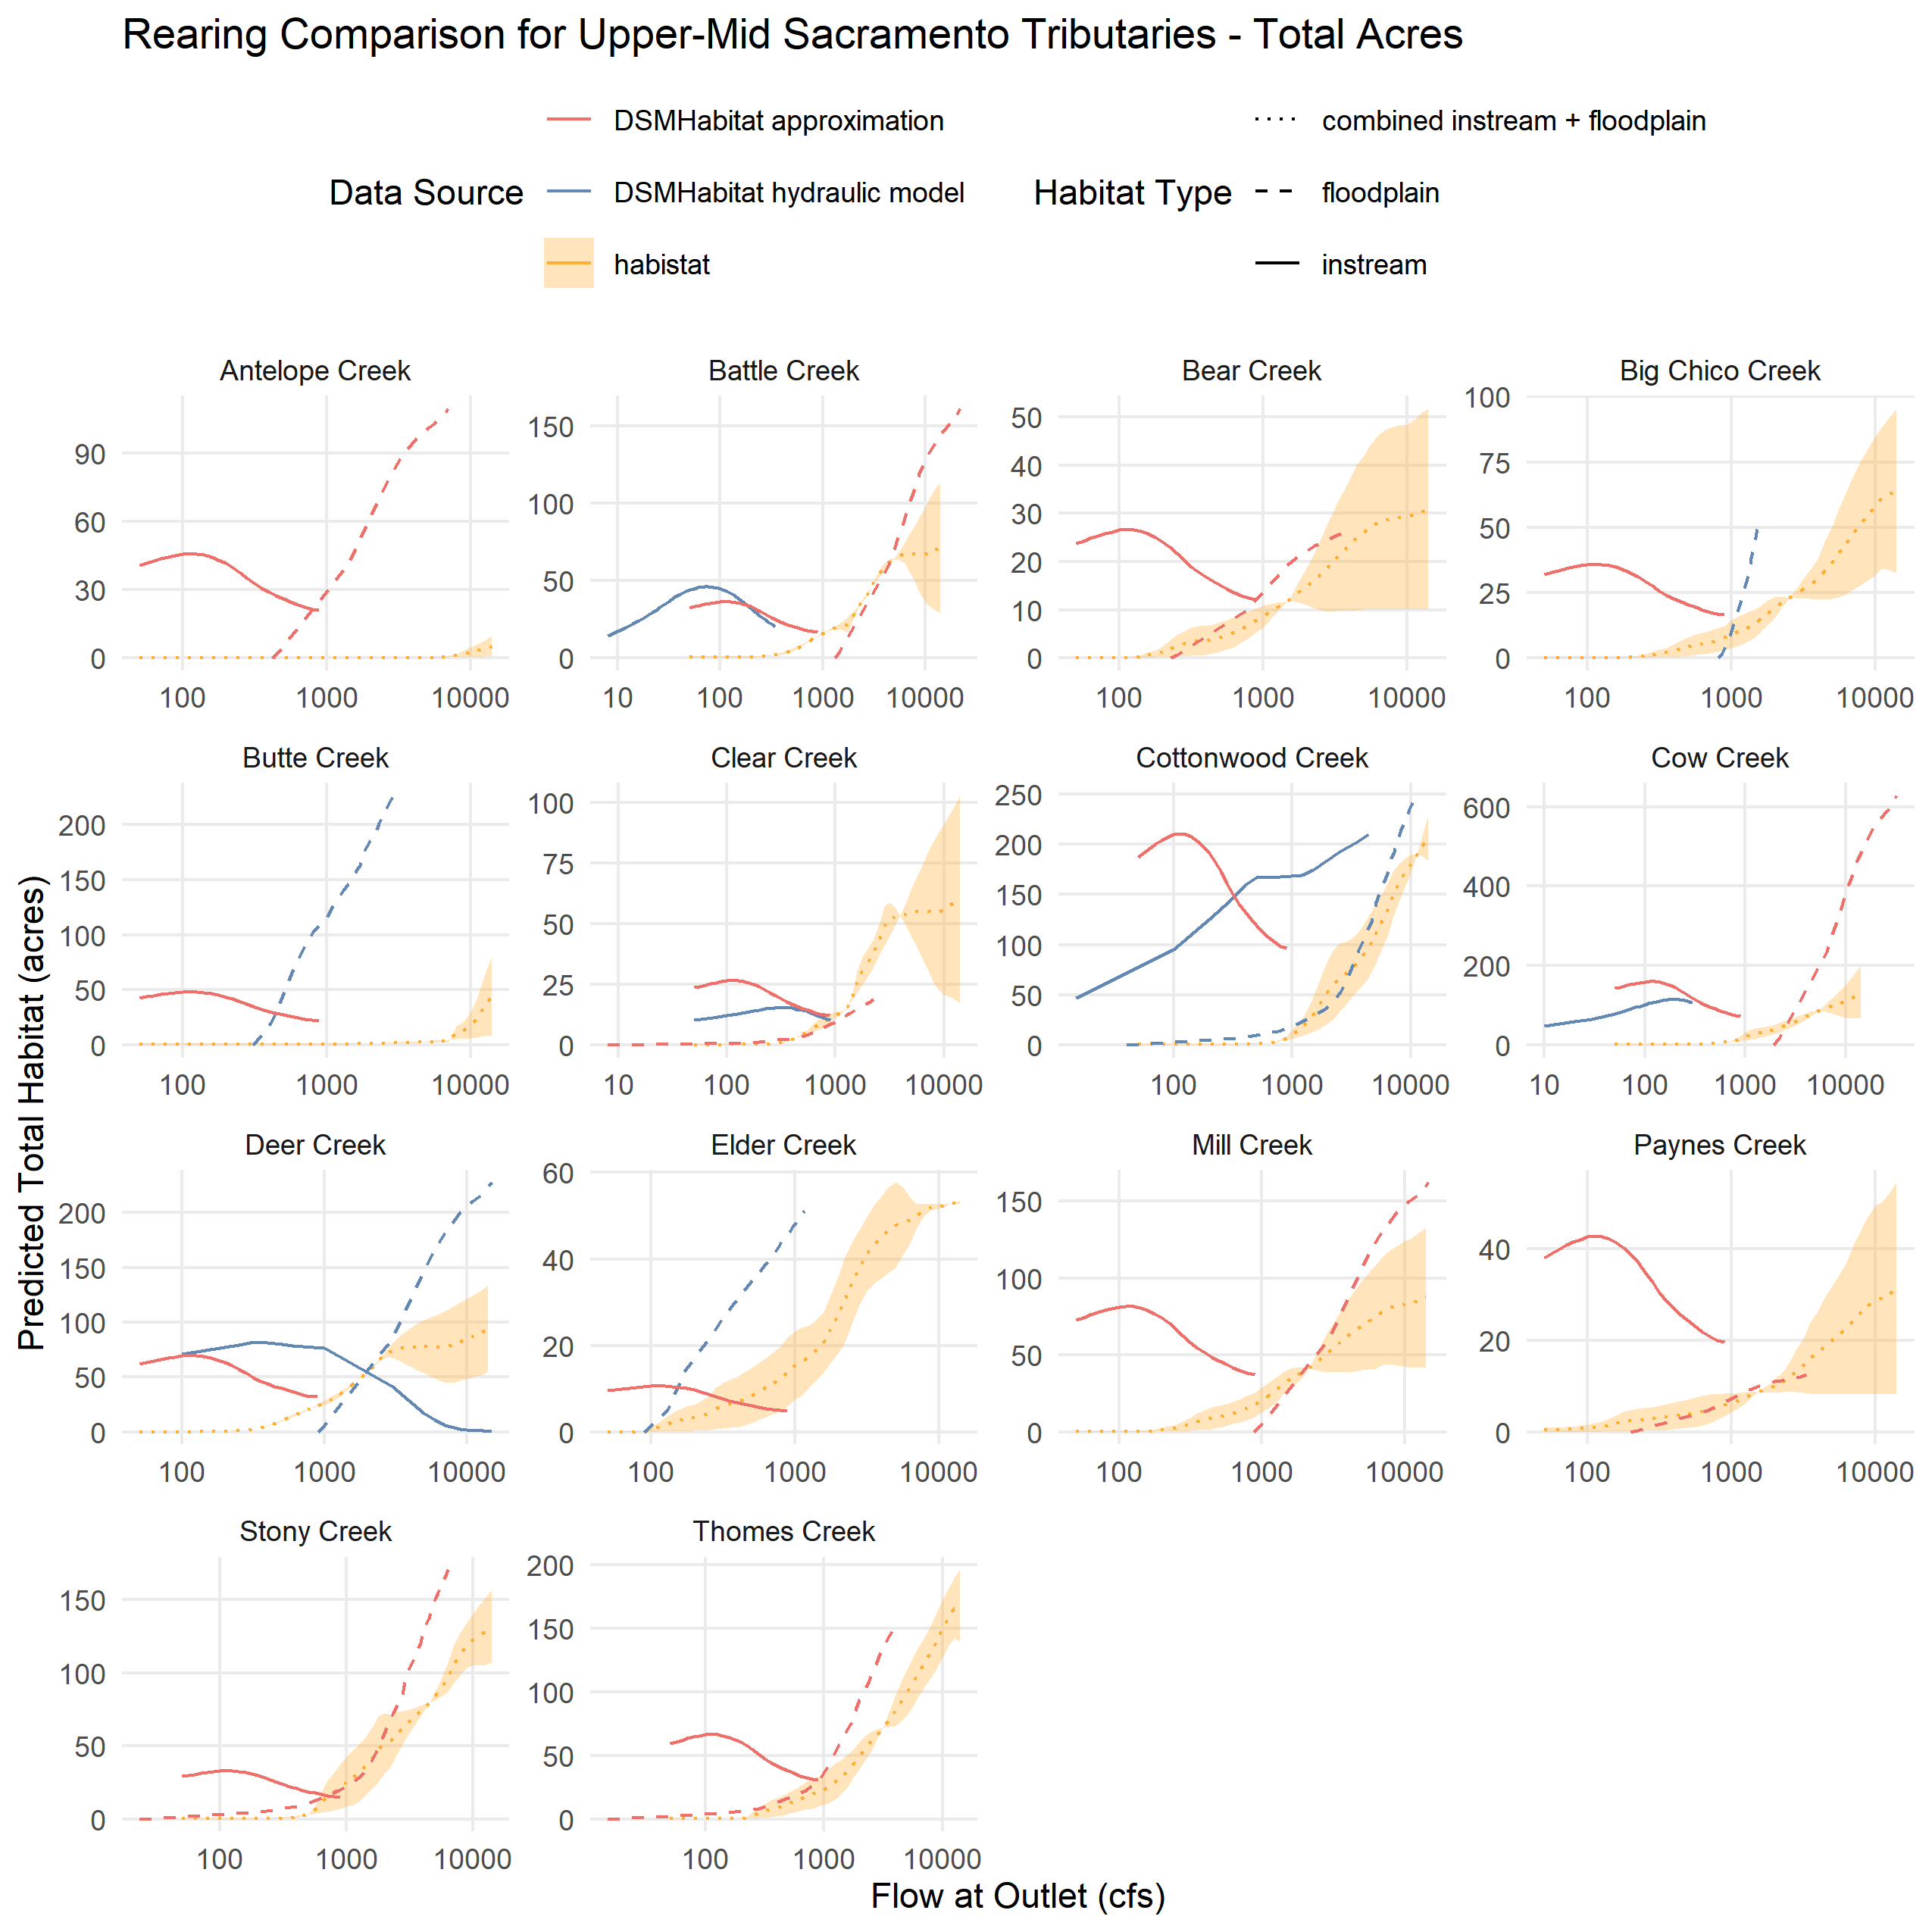 Rearing Comparison for Upper-Mid Sacramento Tributaries - Total Acres
Data Source
DSMHabitat approximation
DSMHabitat hydraulic model
habistat
Habitat Type
combined instream + floodplain
floodplain
instream
Predicted Total Habitat (acres)
Antelope Creek
90
60
30
0
100 1000 10000
Battle Creek
150
100
50
0
10 100 1000 10000
Bear Creek
50
40
30
20
10
0
100 1000 10000
Big Chico Creek
100
75
50
25
0
100 1000 10000
Butte Creek
200
150
100
50
0
100 1000 10000
Clear Creek
100
75
50
25
0
10 100 1000 10000
Cottonwood Creek
250
200
150
100
50
0
100 1000 10000
Cow Creek
600
400
200
0
10 100 1000 10000
Deer Creek
200
150
100
50
0
100 1000 10000
Elder Creek
60
40
20
0
100 1000 10000
Mill Creek
150
100
50
0
100 1000 10000
Paynes Creek
40
20
0
100 1000 10000
Stony Creek
150
100
50
0
100 1000 10000
Thomes Creek
200
150
100
50
0
100 1000 10000
Flow at Outlet (cfs)